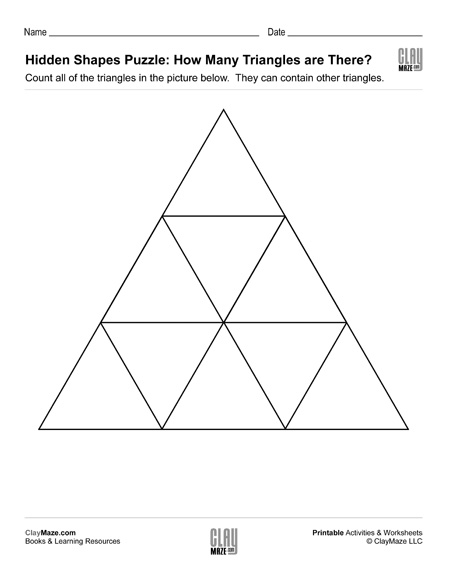 Name Date
Hidden Shapes Puzzle: How Many Triangles are There?
CLAY
MAZE.com
Count all of the triangles in the picture below. They can contain other triangles.
ClayMaze.com
Books & Learning Resources
CLAY
MAZE.com
Printable Activities & Worksheets
© ClayMaze LLC